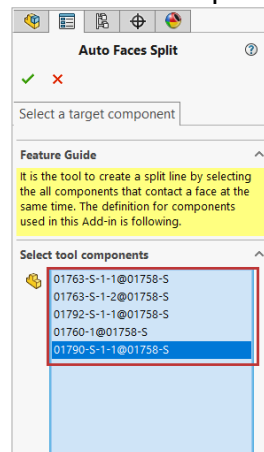 Auto Faces Split
Select a target component
Feature Guide
It is the tool to create a split line by selecting
the all components that contact a face at the
same time. The definition for components
used in this Add-in is following.
Select tool components
01763-S-1-1@01758-S
01763-S-1-2@01758-S
01792-S-1-1@01758-S
01760-1@01758-S
01790-S-1-1@01758-S